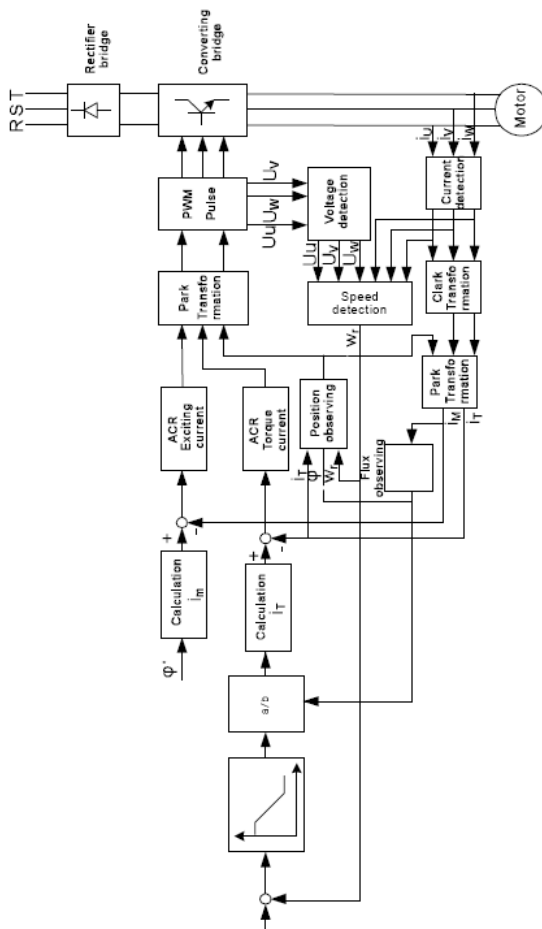 R S T
Rectifier
bridge
Converting
bridge
Motor
PWM
Pulse
Uu
Uw
Uv
Voltage
detection
Uu
Uv
Uw
iu
iv
iw
Current
detection
Park
Transfo
rmation
Speed
detection
wr
Clark
Transfo
rmation
Park
Transfo
rmation
iM
iT
ACR
Exciting
current
ACR
Torque
current
Position
observing
iT
φ
wr
Flux
observing
+
-
+
-
Calculation
im
Calculation
iT
φ*
a/b